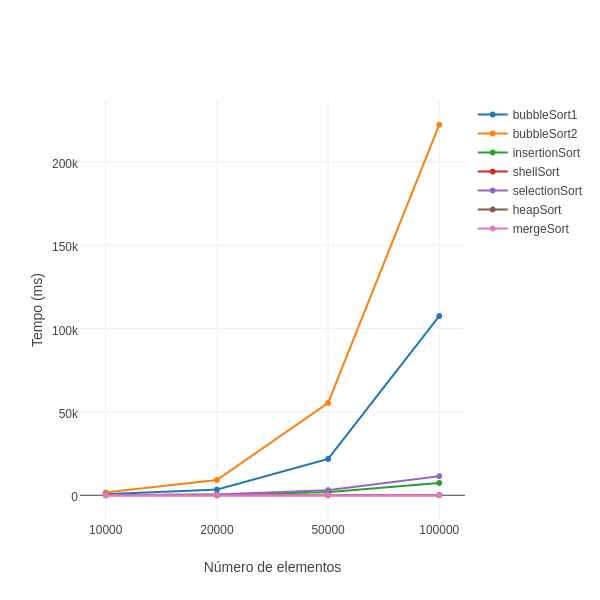 bubbleSort1
bubbleSort2
insertionSort
shellSort
selectionSort
heapSort
mergeSort
Tempo (ms)
200k
150k
100k
50k
0
10000 20000 50000 100000
Número de elementos